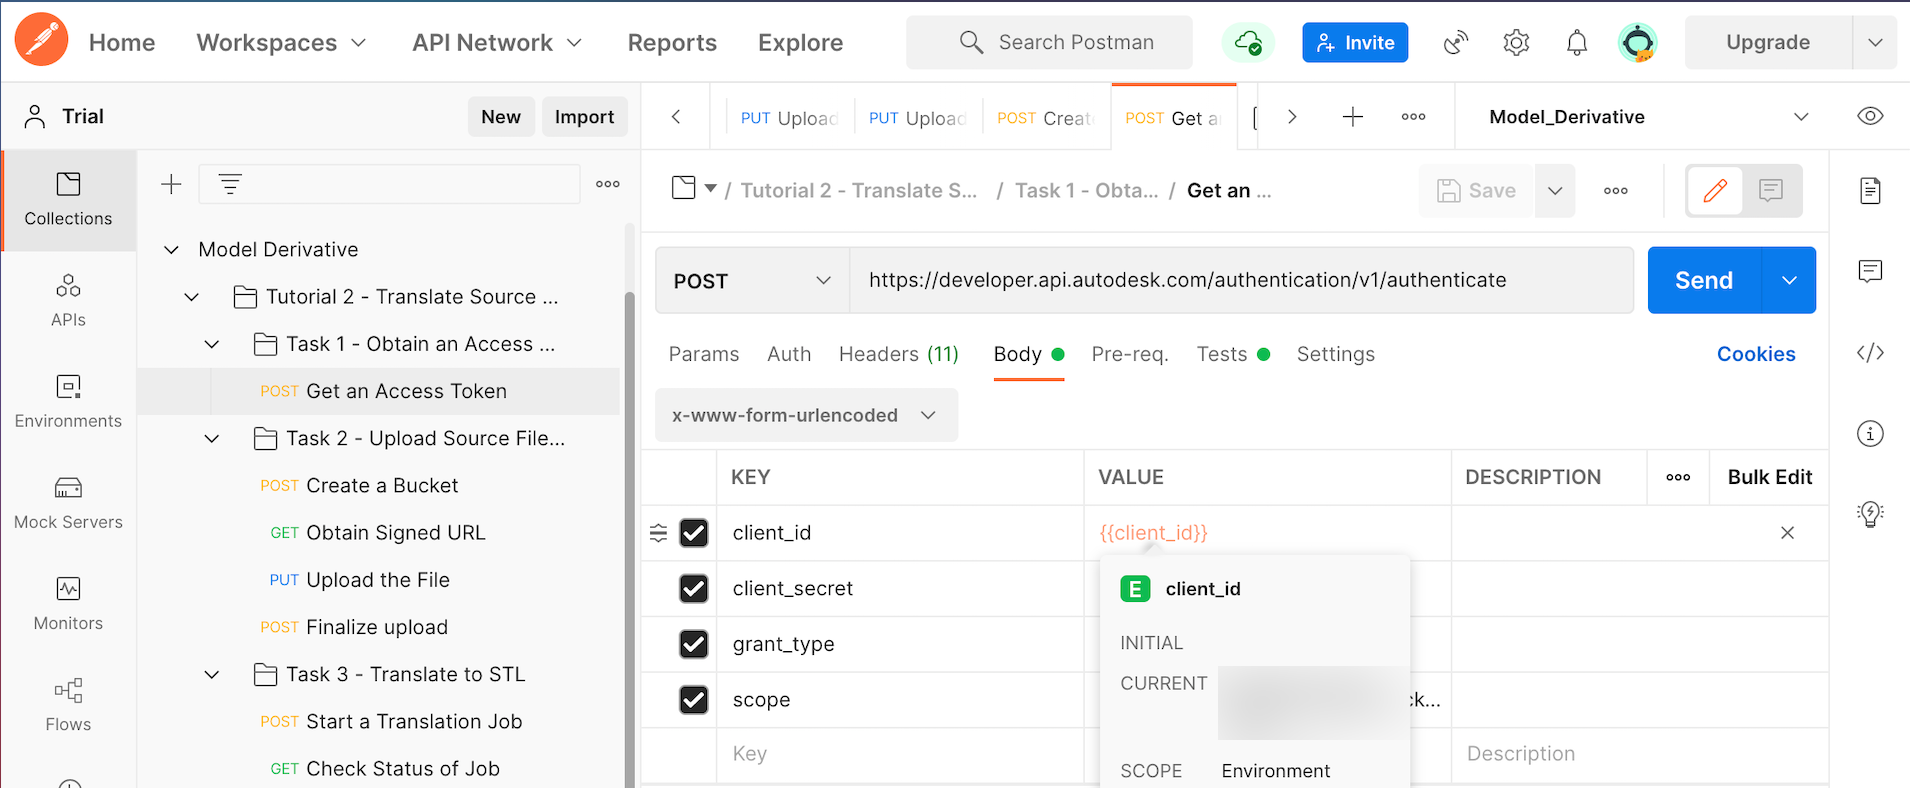 Home Workspaces API Network Reports Explore Search Postman Invite Upgrade
Trial New Import PUT Upload PUT Upload POST Create POST Get a Model_Derivative
Collections
/ Tutorial 2 - Translate S... / Task 1 - Obta... / Get an ... Save
Model Derivative
POST https://developer.api.autodesk.com/authentication/v1/authenticate Send
Tutorial 2 - Translate Source ...
APIs
Task 1 - Obtain an Access ...
Params Auth Headers (11) Body Pre-req. Tests Settings Cookies
POST Get an Access Token
Environments
x-www-form-urlencoded
Task 2 - Upload Source File...
KEY VALUE DESCRIPTION Bulk Edit
POST Create a Bucket
Mock Servers
GET Obtain Signed URL
client_id {{client_id}}
PUT Upload the File
client_secret
E client_id
Monitors
POST Finalize upload
grant_type
INITIAL
Task 3 - Translate to STL
CURRENT
scope ck...
Flows
POST Start a Translation Job
Key Description
GET Check Status of Job
SCOPE Environment